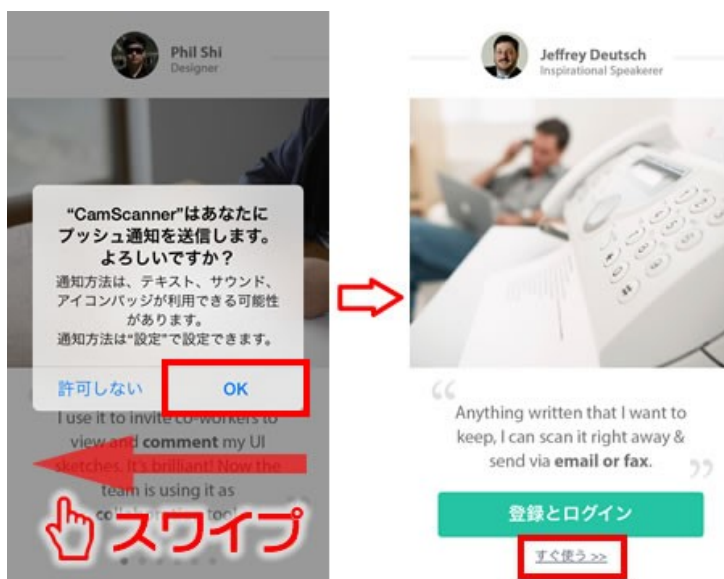 Phil Shi
Designer
“CamScanner”はあなたに
プッシュ通知を送信します。
よろしいですか？
通知方法は、テキスト、サウンド、
アイコンバッジが利用できる可能性
があります。
通知方法は“設定”で設定できます。
許可しない
OK
I use it to invite co-workers to
view and comment my UI
sketches. It's brilliant! Now the
team is using it as
スワイプ
Jeffrey Deutsch
Inspirational Speakerer
“
Anything written that I want to
keep, I can scan it right away &
send via email or fax.
”
登録とログイン
すぐ使う >>